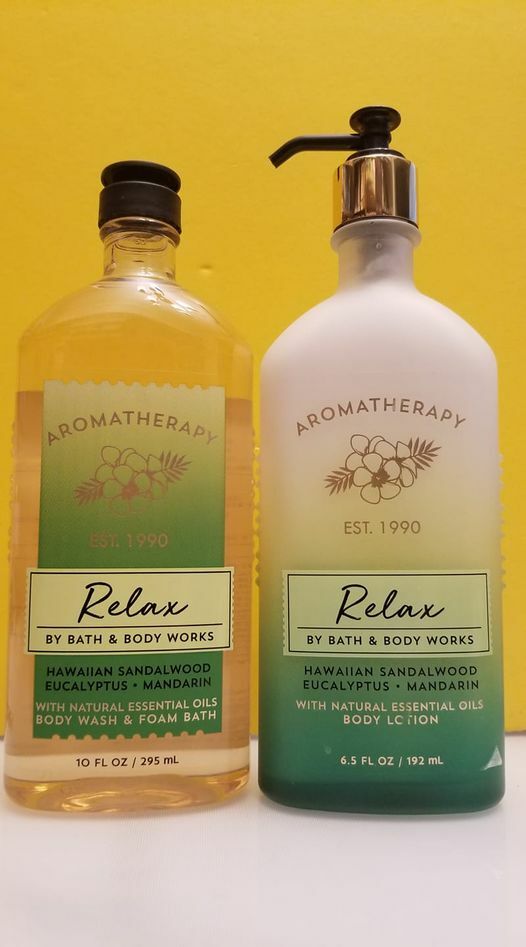 AROMATHERAPY
EST. 1990
Relax
BY BATH & BODY WORKS
HAWAIIAN SANDALWOOD
EUCALYPTUS • MANDARIN
WITH NATURAL ESSENTIAL OILS
BODY WASH & FOAM BATH
10 FL OZ / 295 mL
AROMATHERAPY
EST. 1990
Relax
BY BATH & BODY WORKS
HAWAIIAN SANDALWOOD
EUCALYPTUS • MANDARIN
WITH NATURAL ESSENTIAL OILS
BODY LOTION
6.5 FL OZ / 192 mL